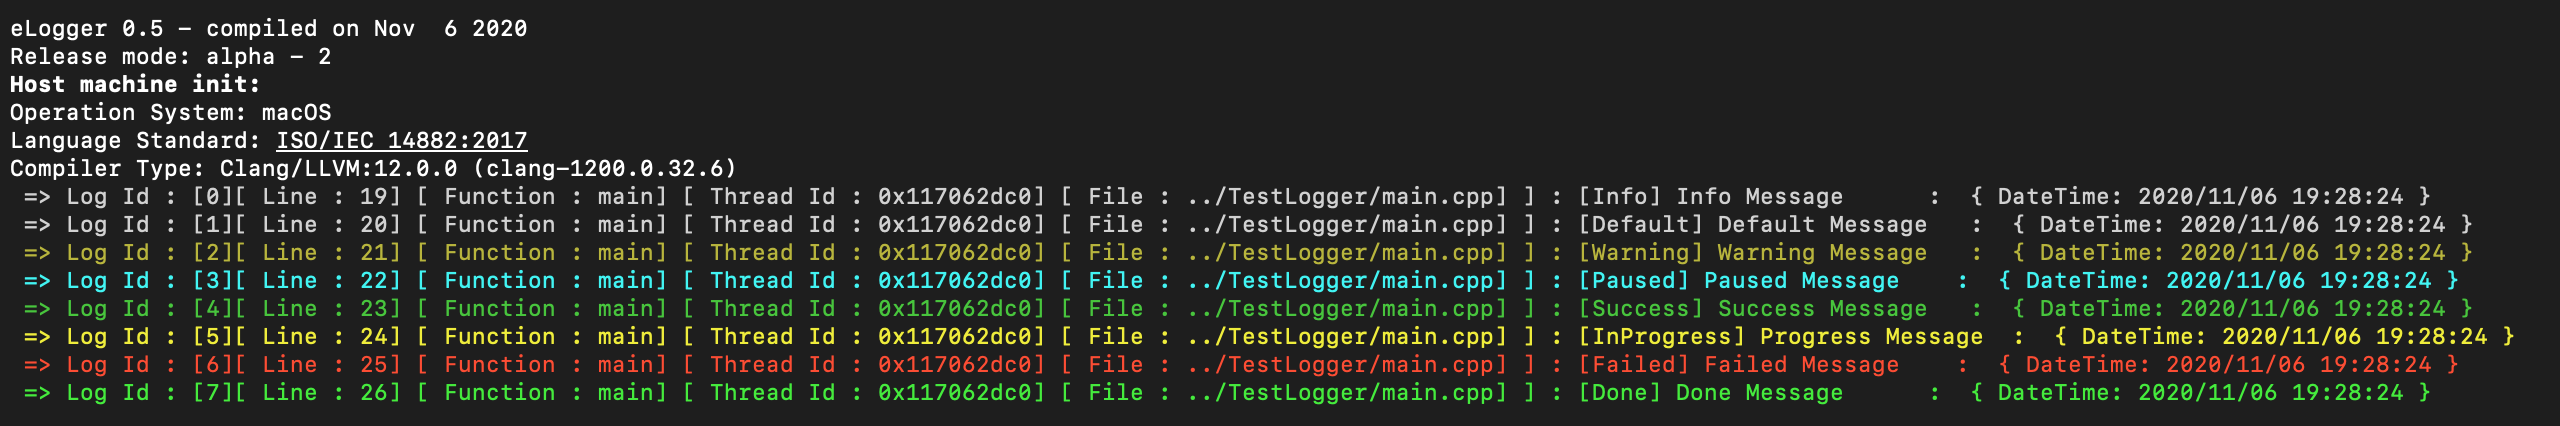 eLogger 0.5 – compiled on Nov  6 2020
Release mode: alpha – 2
Host machine init:
Operation System: macOS
Language Standard: ISO/IEC 14882:2017
Compiler Type: Clang/LLVM:12.0.0 (clang-1200.0.32.6)
 => Log Id : [0][ Line : 19] [ Function : main] [ Thread Id : 0x117062dc0] [ File : ../TestLogger/main.cpp] ] : [Info] Info Message      :  { DateTime: 2020/11/06 19:28:24 }
 => Log Id : [1][ Line : 20] [ Function : main] [ Thread Id : 0x117062dc0] [ File : ../TestLogger/main.cpp] ] : [Default] Default Message   :  { DateTime: 2020/11/06 19:28:24 }
 => Log Id : [2][ Line : 21] [ Function : main] [ Thread Id : 0x117062dc0] [ File : ../TestLogger/main.cpp] ] : [Warning] Warning Message   :  { DateTime: 2020/11/06 19:28:24 }
 => Log Id : [3][ Line : 22] [ Function : main] [ Thread Id : 0x117062dc0] [ File : ../TestLogger/main.cpp] ] : [Paused] Paused Message    :  { DateTime: 2020/11/06 19:28:24 }
 => Log Id : [4][ Line : 23] [ Function : main] [ Thread Id : 0x117062dc0] [ File : ../TestLogger/main.cpp] ] : [Success] Success Message   :  { DateTime: 2020/11/06 19:28:24 }
 => Log Id : [5][ Line : 24] [ Function : main] [ Thread Id : 0x117062dc0] [ File : ../TestLogger/main.cpp] ] : [InProgress] Progress Message  :  { DateTime: 2020/11/06 19:28:24 }
 => Log Id : [6][ Line : 25] [ Function : main] [ Thread Id : 0x117062dc0] [ File : ../TestLogger/main.cpp] ] : [Failed] Failed Message    :  { DateTime: 2020/11/06 19:28:24 }
 => Log Id : [7][ Line : 26] [ Function : main] [ Thread Id : 0x117062dc0] [ File : ../TestLogger/main.cpp] ] : [Done] Done Message      :  { DateTime: 2020/11/06 19:28:24 }